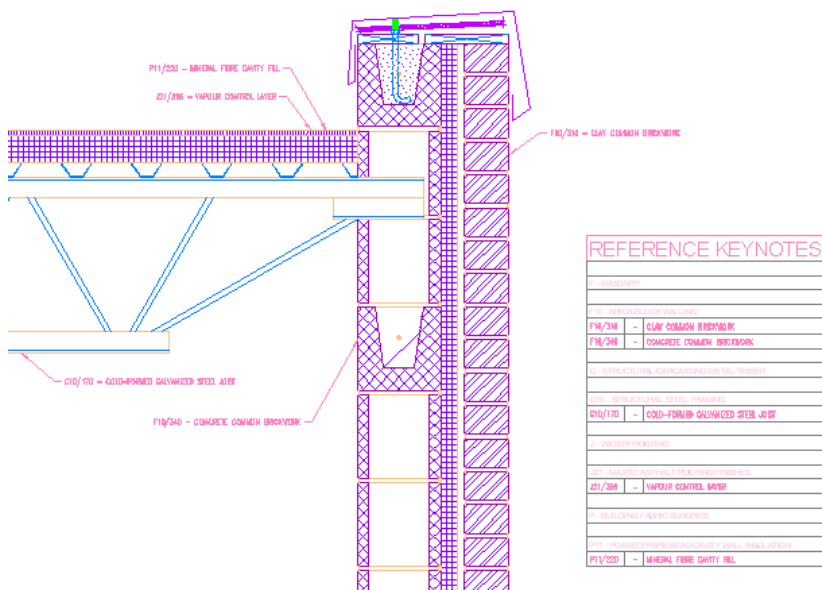 P11/220 - MINERAL FIBRE CAVITY FILL
J21/395 - VAPOUR CONTROL LAYER
F10/310 - CLAY COMMON BRICKWORK
REFERENCE KEYNOTES
F - MASONRY
F10 - BRICK/BLOCK WALLING
F10/310 - CLAY COMMON BRICKWORK
F10/340 - CONCRETE COMMON BRICKWORK
G - STRUCTURAL CARCASSING METAL/TIMBER
G10/170 - COLD-FORMED GALVANIZED STEEL JOIST
G10 - STRUCTURAL STEEL FRAMING
G10/170 - COLD-FORMED GALVANIZED STEEL JOIST
F10/340 - CONCRETE COMMON BRICKWORK
J - WATERPROOFING
J21 - MASTIC ASPHALT ROOFING/FINISHES
J21/395 - VAPOUR CONTROL LAYER
P - BUILDING FABRIC SUNDRIES
P11 - FOAMED/FIBRE/BEAD CAVITY WALL INSULATION
P11/220 - MINERAL FIBRE CAVITY FILL